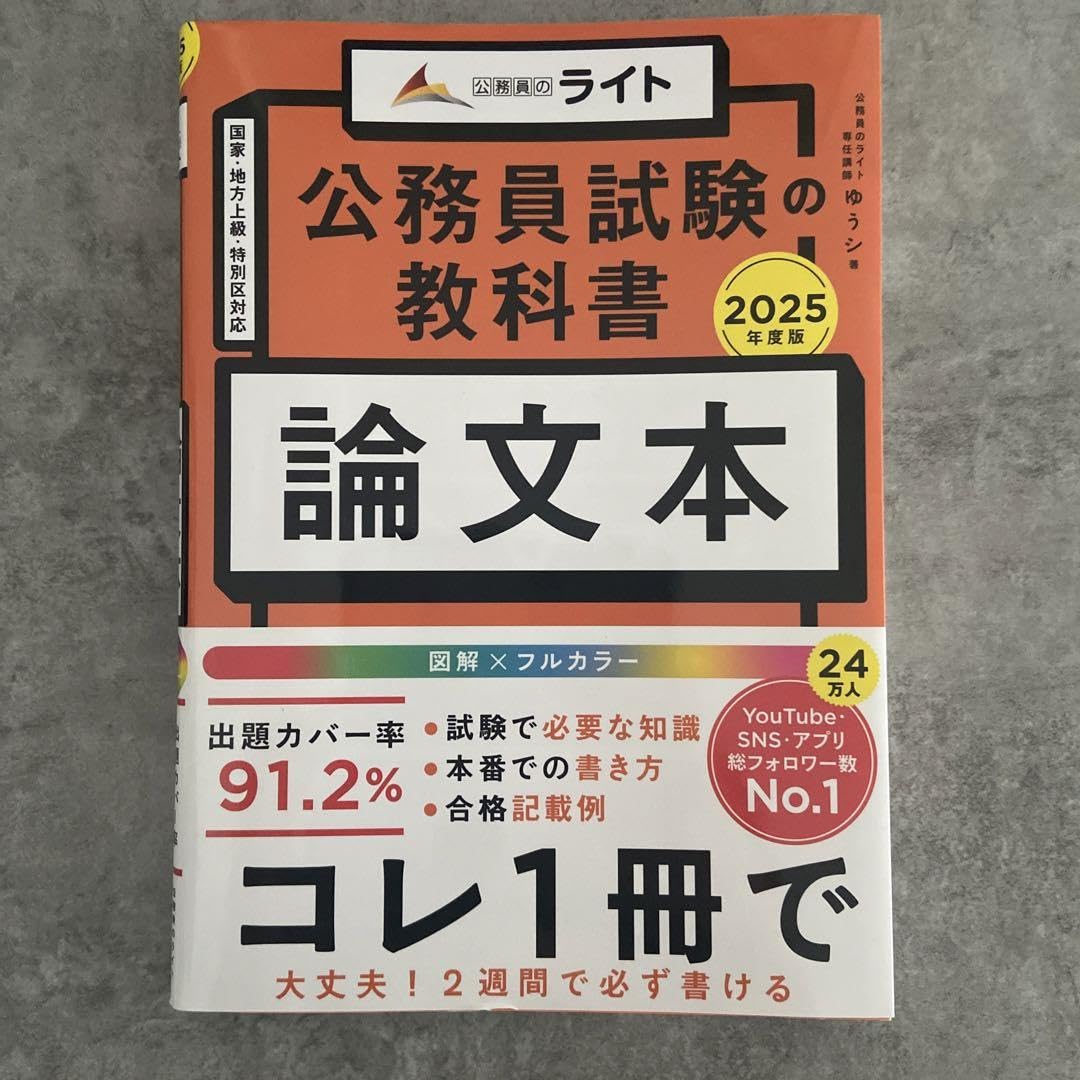 公務員のライト
公務員のライト
専任講師 ゆうシ 著
国家・地方上級・特別区対応
公務員試験の
教科書
2025
年度版
論文本
図解×フルカラー
24
万人
出題カバー率
91.2%
・試験で必要な知識
・本番での書き方
・合格記載例
YouTube・
SNS・アプリ
総フォロワー数
No.1
コレ1冊で
大丈夫！2週間で必ず書ける